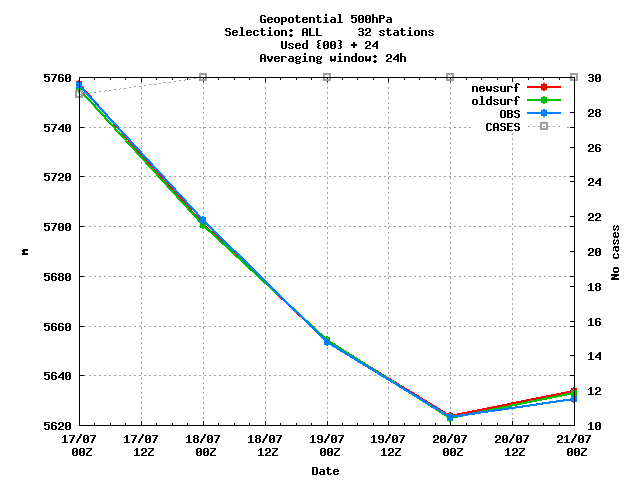 Geopotential 500hPa
Selection: ALL 32 stations
Used {00} + 24
Averaging window: 24h
newsurf
oldsurf
OBS
CASES
5760
5740
5720
5700
5680
5660
5640
5620
m
30
28
26
24
22
20
18
16
14
12
10
No cases
17/07 17/07 18/07 18/07 19/07 19/07 20/07 20/07 21/07
00Z 12Z 00Z 12Z 00Z 12Z 00Z 12Z 00Z
Date